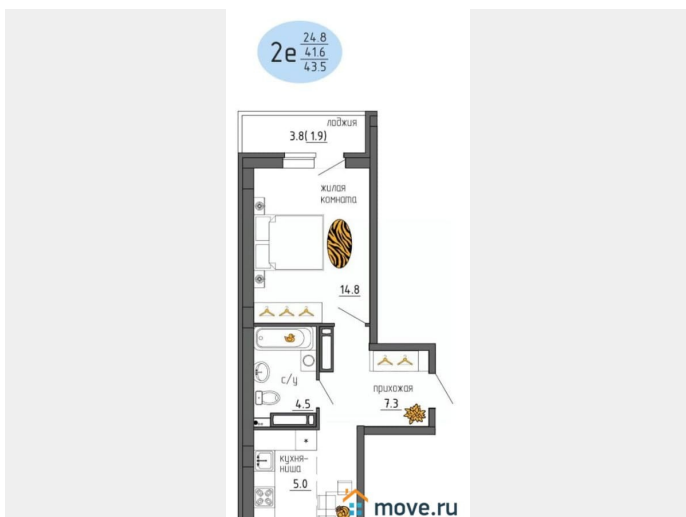 2е 24.8
41.6
43.5
лоджия
3.8(1.9)
жилая
комната
14.8
с/у
4.5
прихожая
7.3
кухня-
ниша
5.0
move.ru